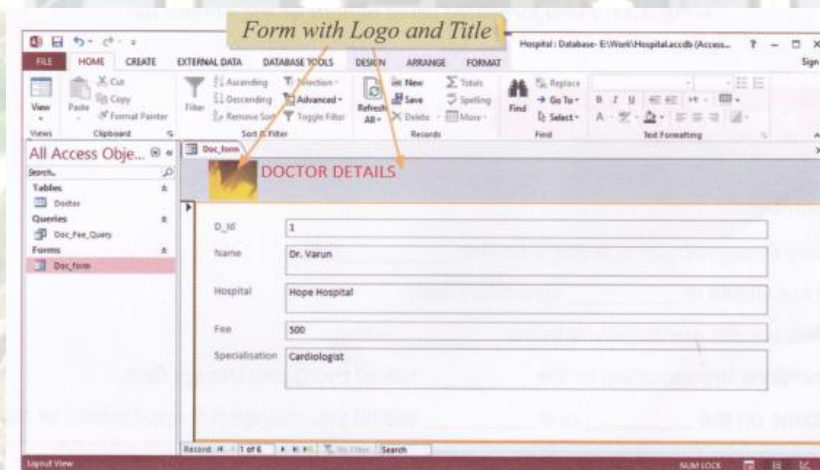 Form with Logo and Title
Hospital : Database- E:\Work\Hospital.accdb (Access...
? - □ X
FILE HOME CREATE EXTERNAL DATA DATABASE TOOLS DESIGN ARRANGE FORMAT Sign
View
Views
Paste
Cut
Copy
Format Painter
Clipboard
Filter
Ascending
Descending
Remove Sort
Selection
Advanced
Toggle Filter
Sort & Filter
Refresh
All
New
Save
Delete
Totals
Spelling
More
Records
Find
Replace
Go To
Select
Find
B I U
A
Text Formatting
All Access Obje...
Search..
Tables
Doctor
Queries
Doc_Fee_Query
Forms
Doc_form
Doc_form
DOCTOR DETAILS
D_Id 1
Name Dr. Varun
Hospital Hope Hospital
Fee 500
Specialisation Cardiologist
Record: 1 of 6 No Filter Search
Layout View NUM LOCK